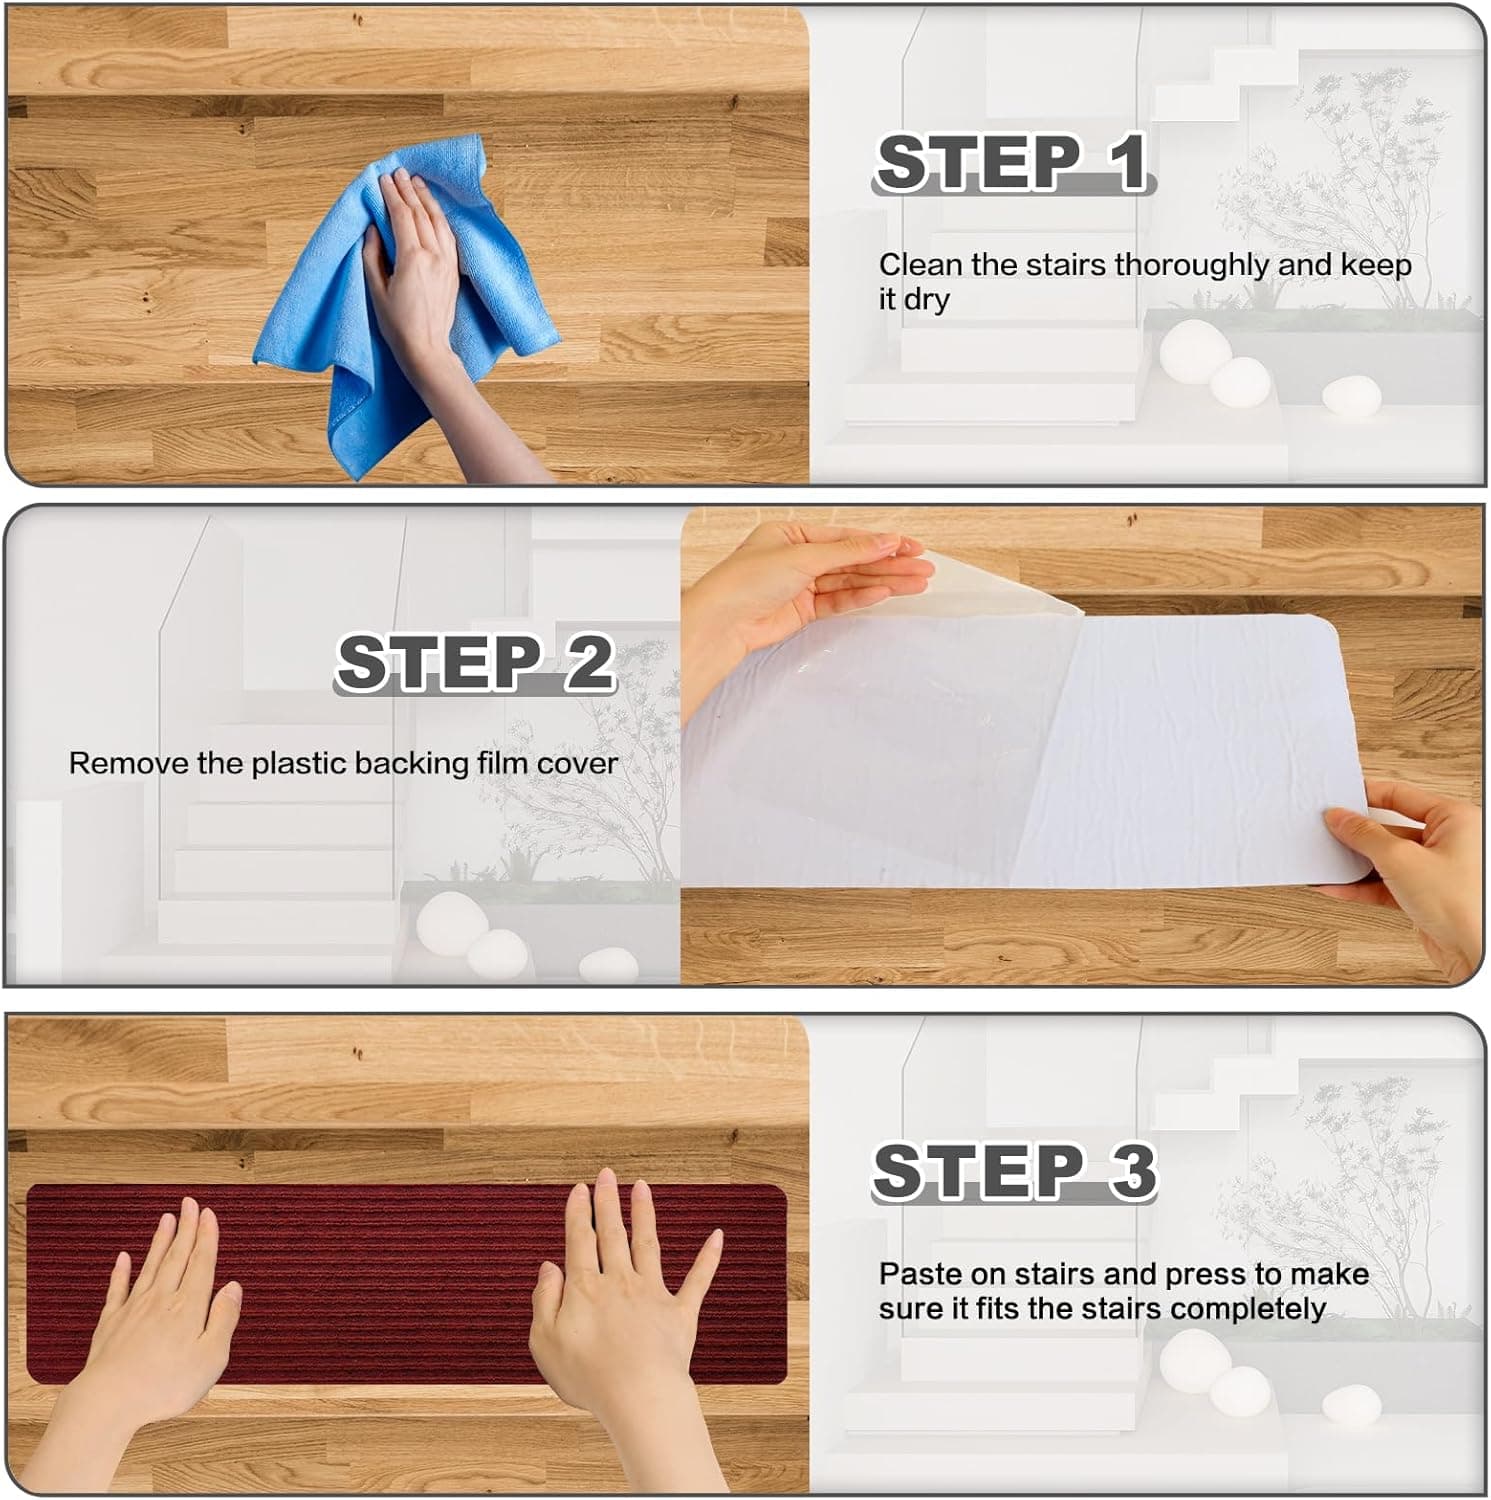 STEP 1
Clean the stairs thoroughly and keep
it dry
STEP 2
Remove the plastic backing film cover
STEP 3
Paste on stairs and press to make
sure it fits the stairs completely